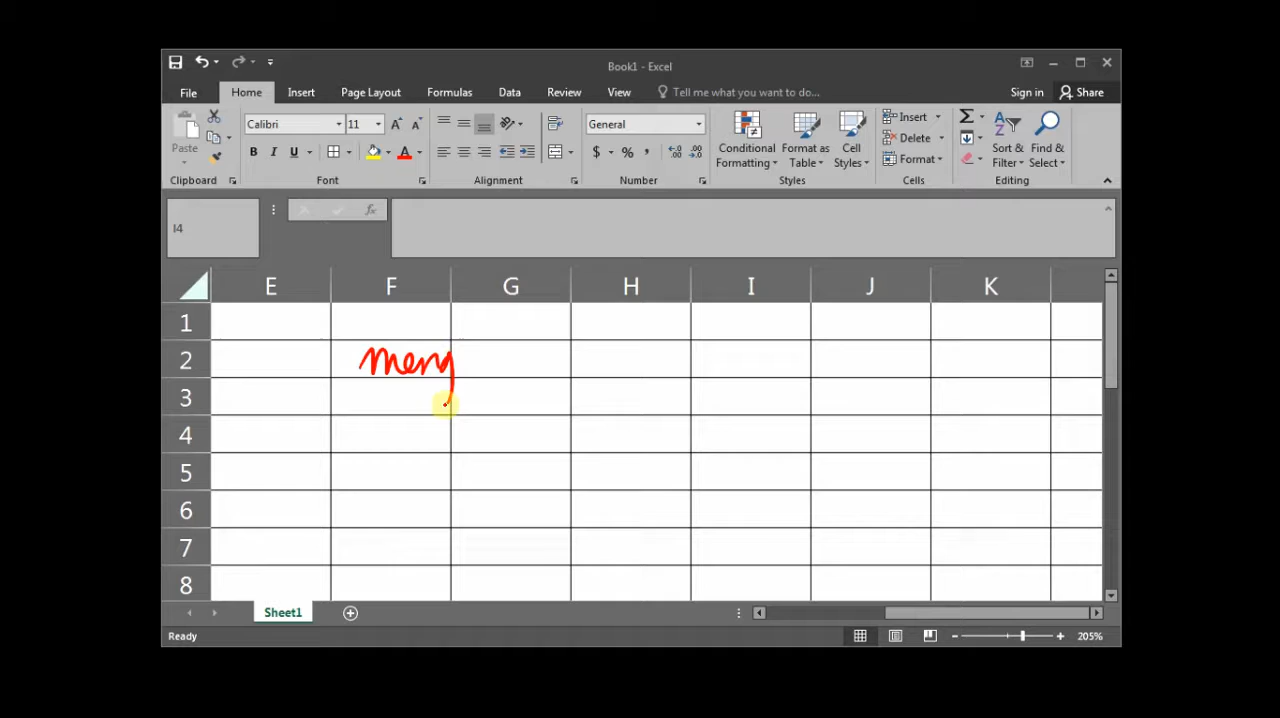 Book1 - Excel
File Home Insert Page Layout Formulas Data Review View Tell me what you want to do... Sign in Share
Calibri 11 General Insert
Paste B I U $ % , Conditional Formatting Format as Table Cell Styles Delete Format Sort & Filter Find & Select
Clipboard Font Alignment Number Styles Cells Editing
I4 fx
E F G H I J K
1
2 meng
3
4
5
6
7
8
Sheet1
Ready 205%